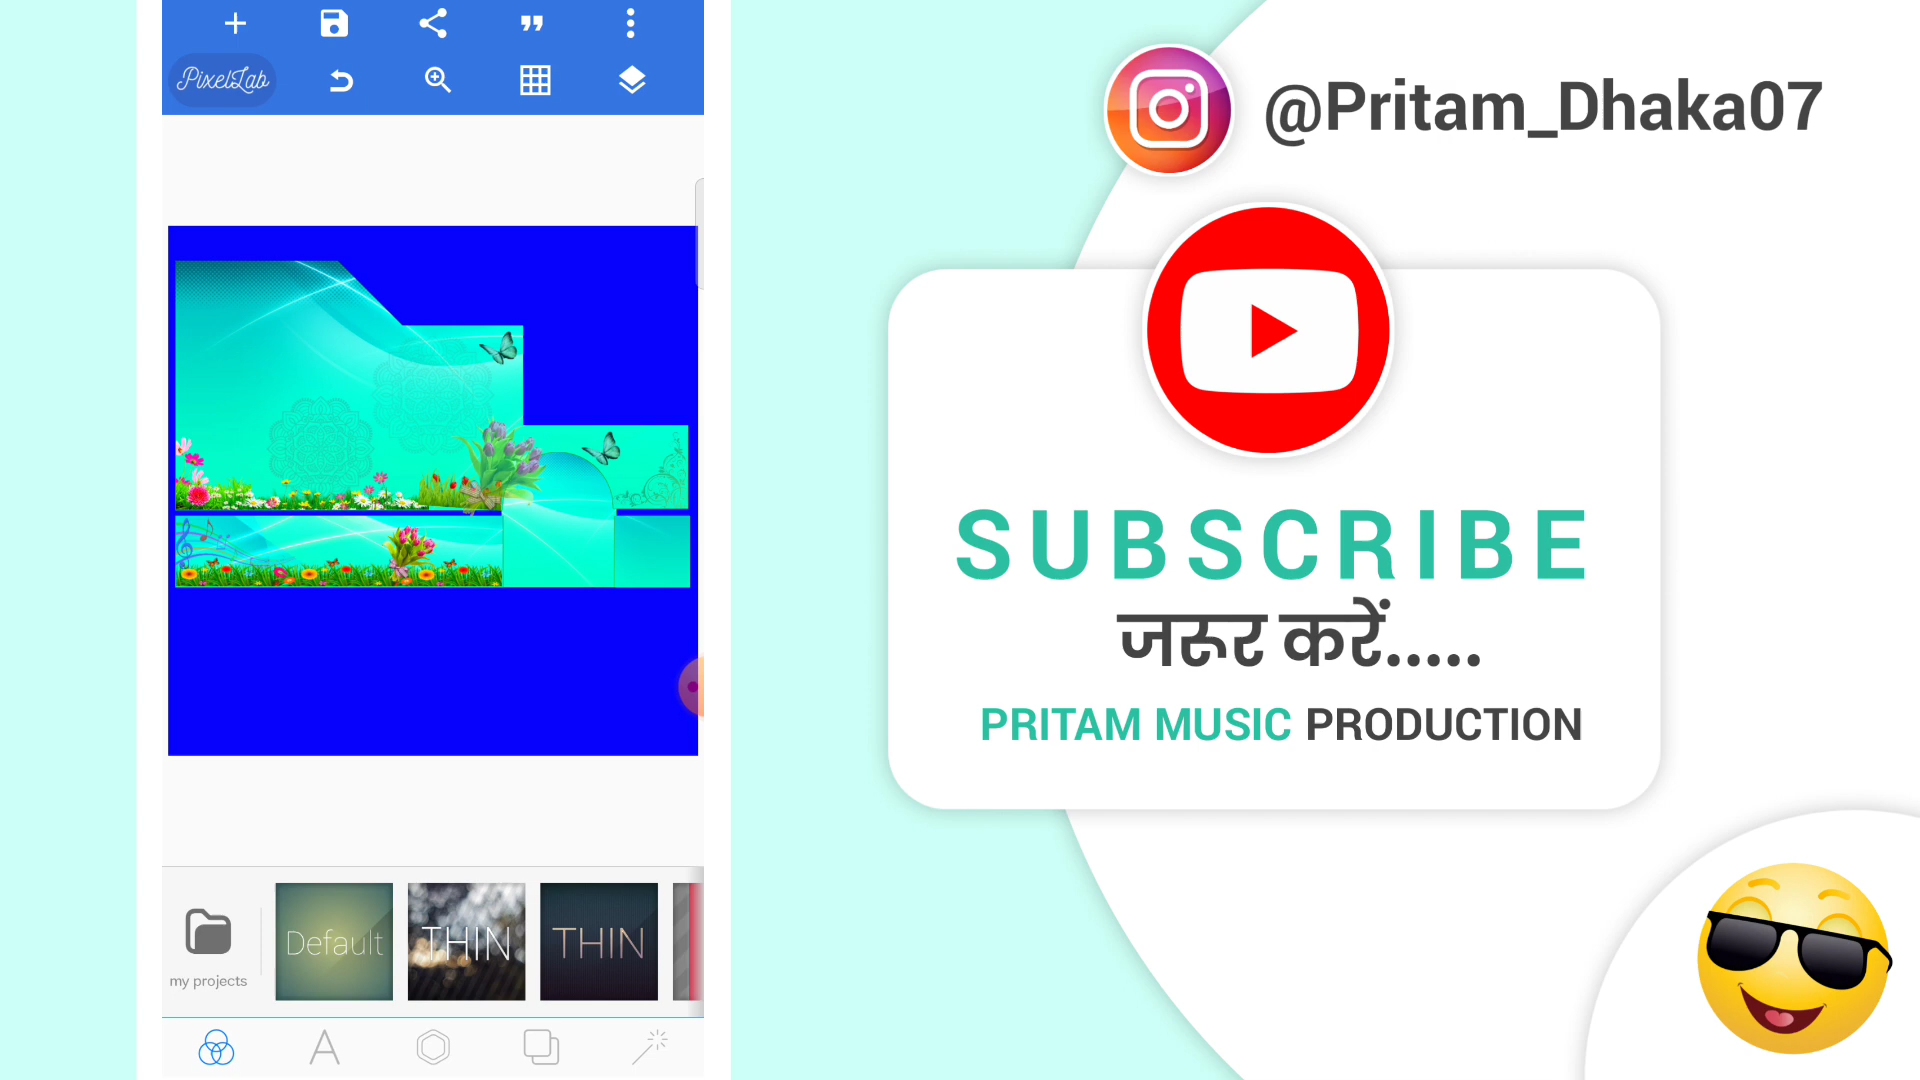 PixelLab
Default
THIN
THIN
my projects
@Pritam_Dhaka07
SUBSCRIBE
जरूर करें.....
PRITAM MUSIC PRODUCTION